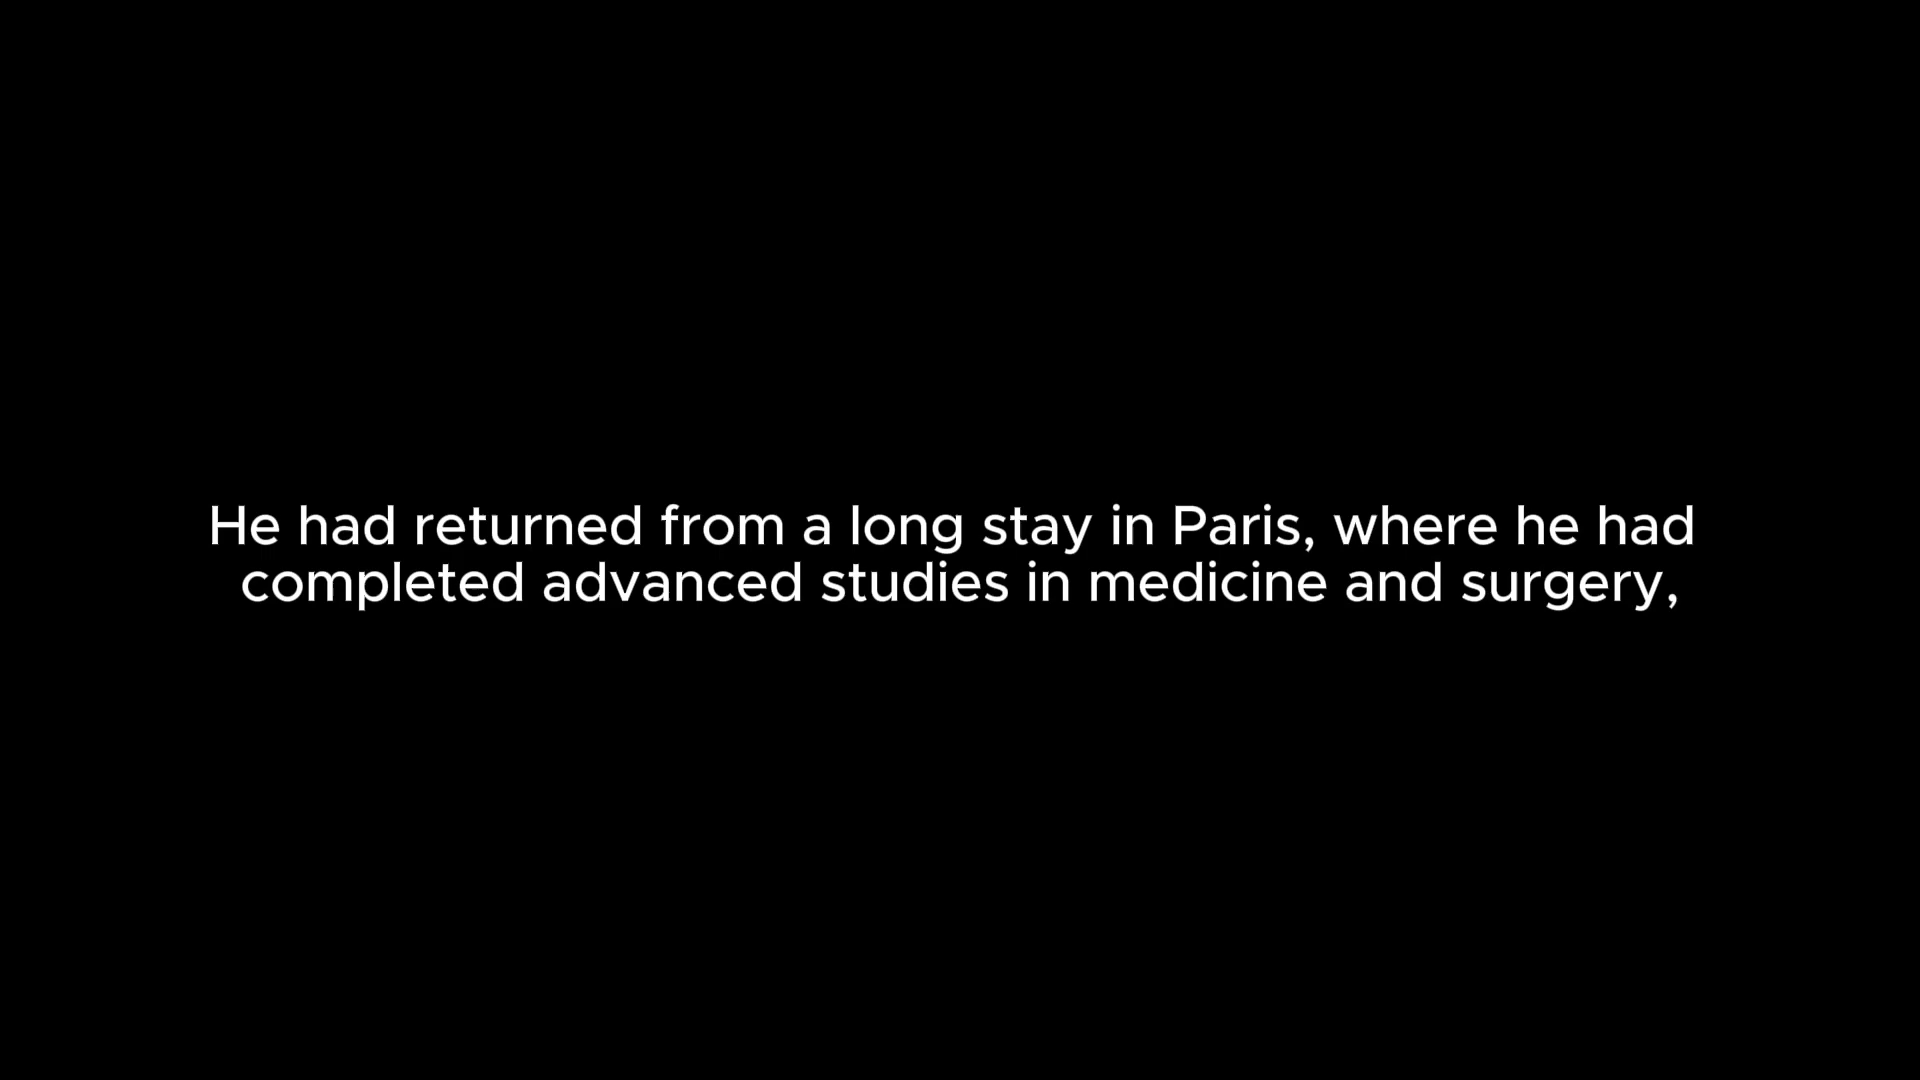 He had returned from a long stay in Paris, where he had
completed advanced studies in medicine and surgery,